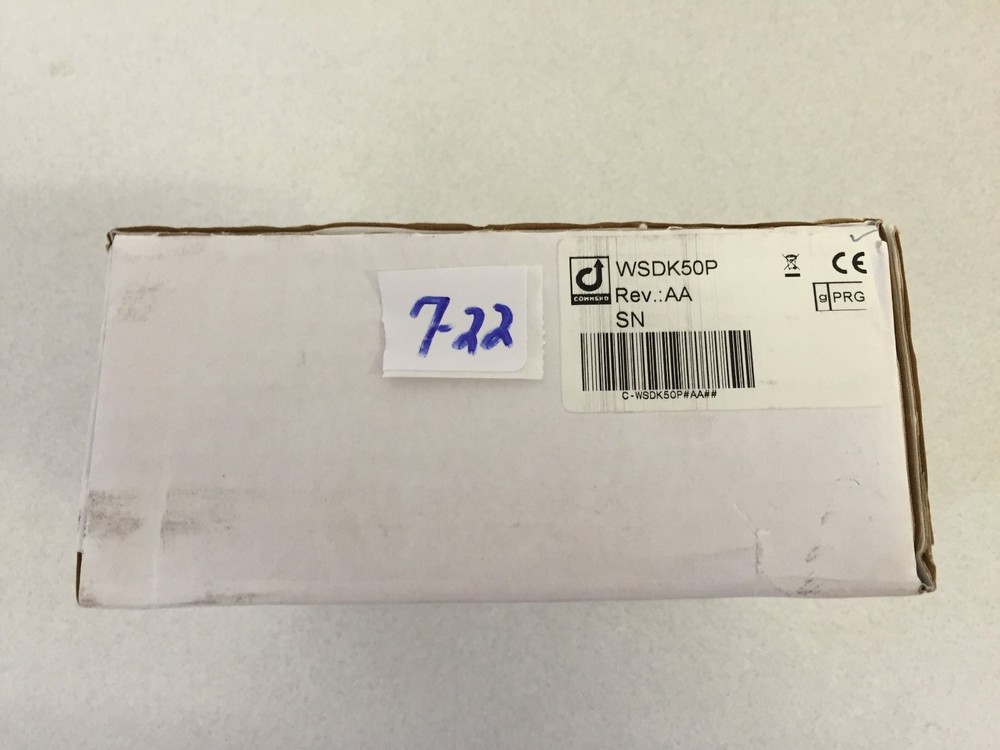 7-22
COMMEND
WSDK50P
Rev.:AA
SN
C-WSDK50P#AA##
CE
g PRG